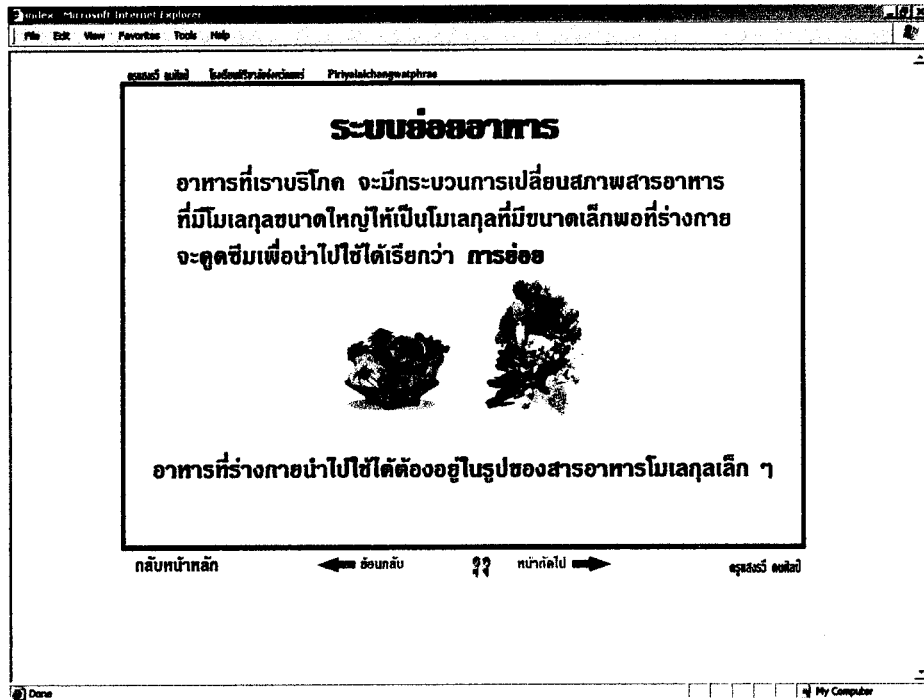 index - Microsoft Internet Explorer
File Edit View Favorites Tools Help
Piriyalaichangwatphrae
ระบบย่อยอาหาร
อาหารที่เราบริโภค จะมีกระบวนการเปลี่ยนสภาพสารอาหาร
ที่มีโมเลกุลขนาดใหญ่ให้เป็นโมเลกุลที่มีขนาดเล็กพอที่ร่างกาย
จะดูดซึมเพื่อนำไปใช้ได้เรียกว่า การย่อย
อาหารที่ร่างกายนำไปใช้ได้ต้องอยู่ในรูปของสารอาหารโมเลกุลเล็ก ๆ
กลับหน้าหลัก ย้อนกลับ หน้าถัดไป
Done My Computer